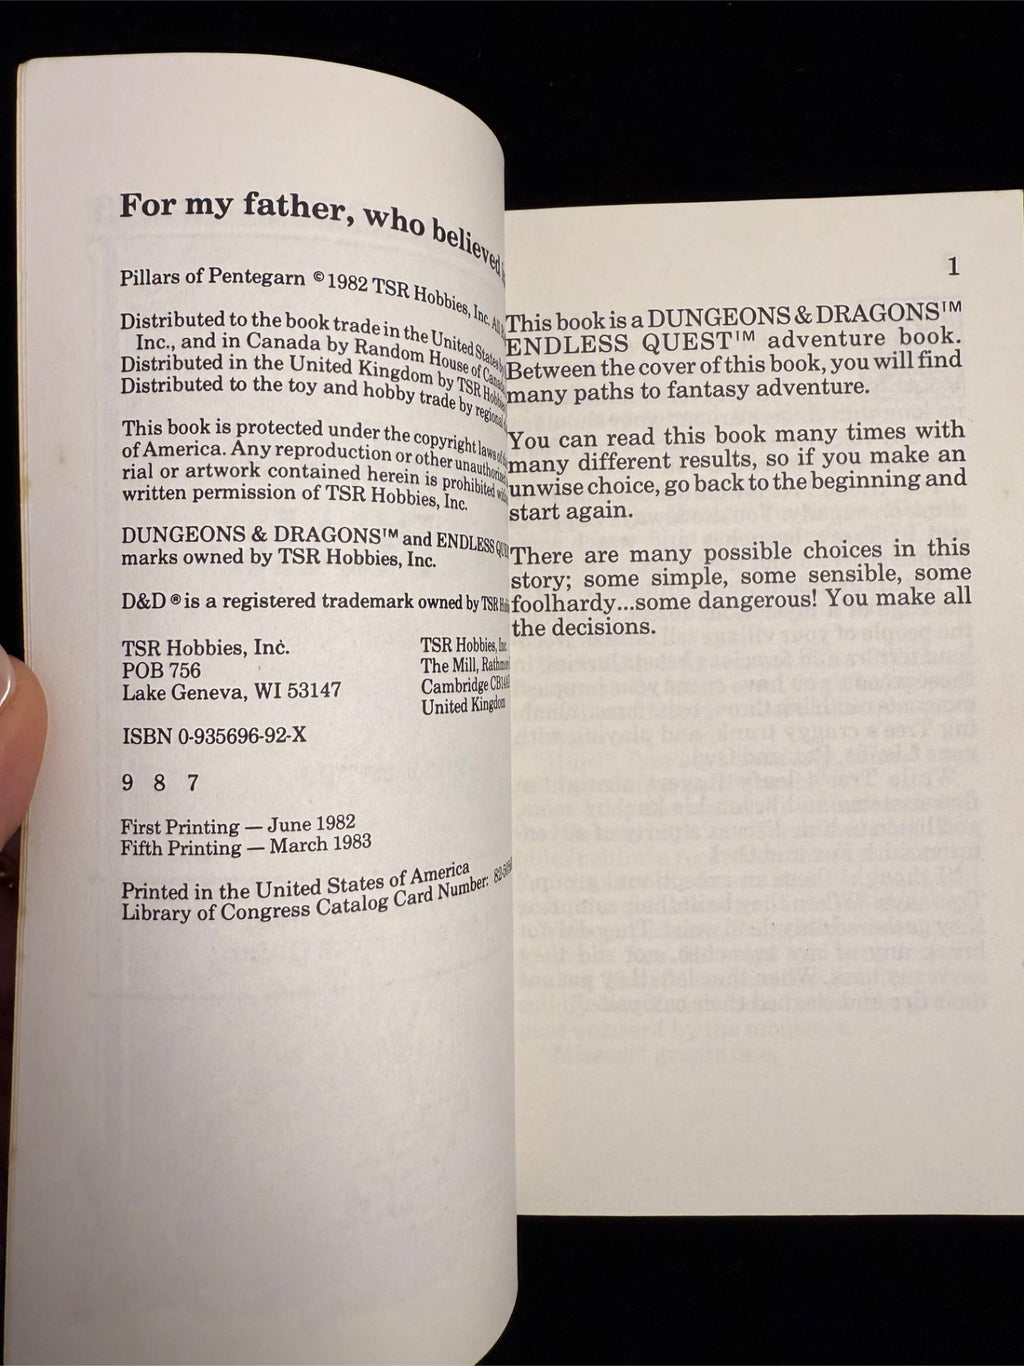 For my father, who believed
Pillars of Pentegarn © 1982 TSR Hobbies, Inc. All
Distributed to the book trade in the United States by
Inc., and in Canada by Random House of Canada
Distributed in the United Kingdom by TSR Hobbies
Distributed to the toy and hobby trade by regional
This book is protected under the copyright laws of
of America. Any reproduction or other unauthorized
rial or artwork contained herein is prohibited
written permission of TSR Hobbies, Inc.
DUNGEONS & DRAGONS™ and ENDLESS
marks owned by TSR Hobbies, Inc.
D&D® is a registered trademark owned by TSR
TSR Hobbies, Inc.
POB 756
Lake Geneva, WI 53147
TSR Hobbies, Inc
The Mill, Rathmore
Cambridge
United Kingdom
ISBN 0-935696-92-X
9 8 7
First Printing — June 1982
Fifth Printing — March 1983
Printed in the United States of America
Library of Congress Catalog Card Number:
1
This book is a DUNGEONS & DRAGONS™
ENDLESS QUEST™ adventure book.
Between the cover of this book, you will find
many paths to fantasy adventure.
You can read this book many times with
many different results, so if you make an
unwise choice, go back to the beginning and
start again.
There are many possible choices in this
story; some simple, some sensible, some
foolhardy...some dangerous! You make all
the decisions.